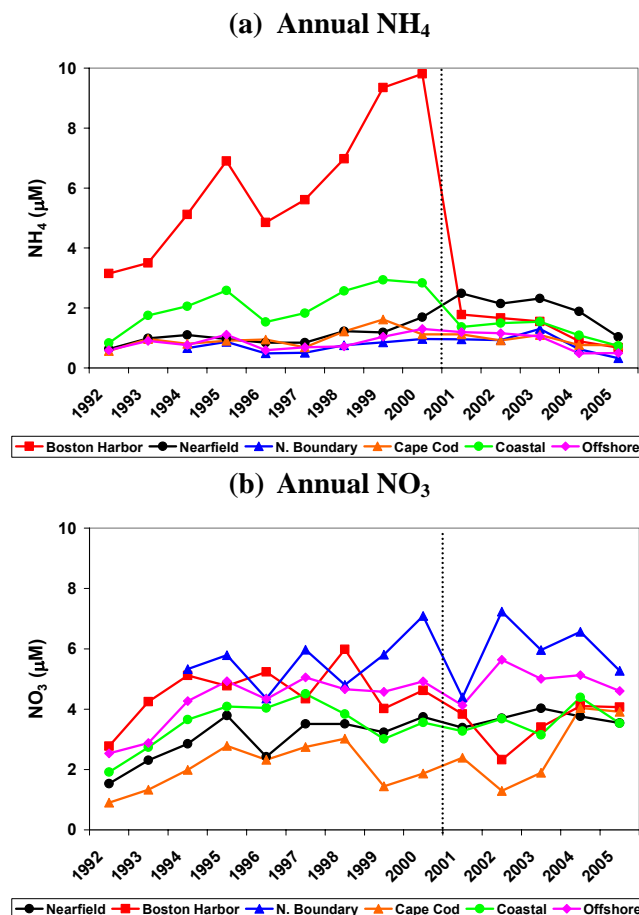 (a) Annual NH₄
10
8
6
4
2
0
NH₄ (µM)
1992 1993 1994 1995 1996 1997 1998 1999 2000 2001 2002 2003 2004 2005
Boston Harbor Nearfield N. Boundary Cape Cod Coastal Offshore
(b) Annual NO₃
10
8
6
4
2
0
NO₃ (µM)
1992 1993 1994 1995 1996 1997 1998 1999 2000 2001 2002 2003 2004 2005
Nearfield Boston Harbor N. Boundary Cape Cod Coastal Offshore